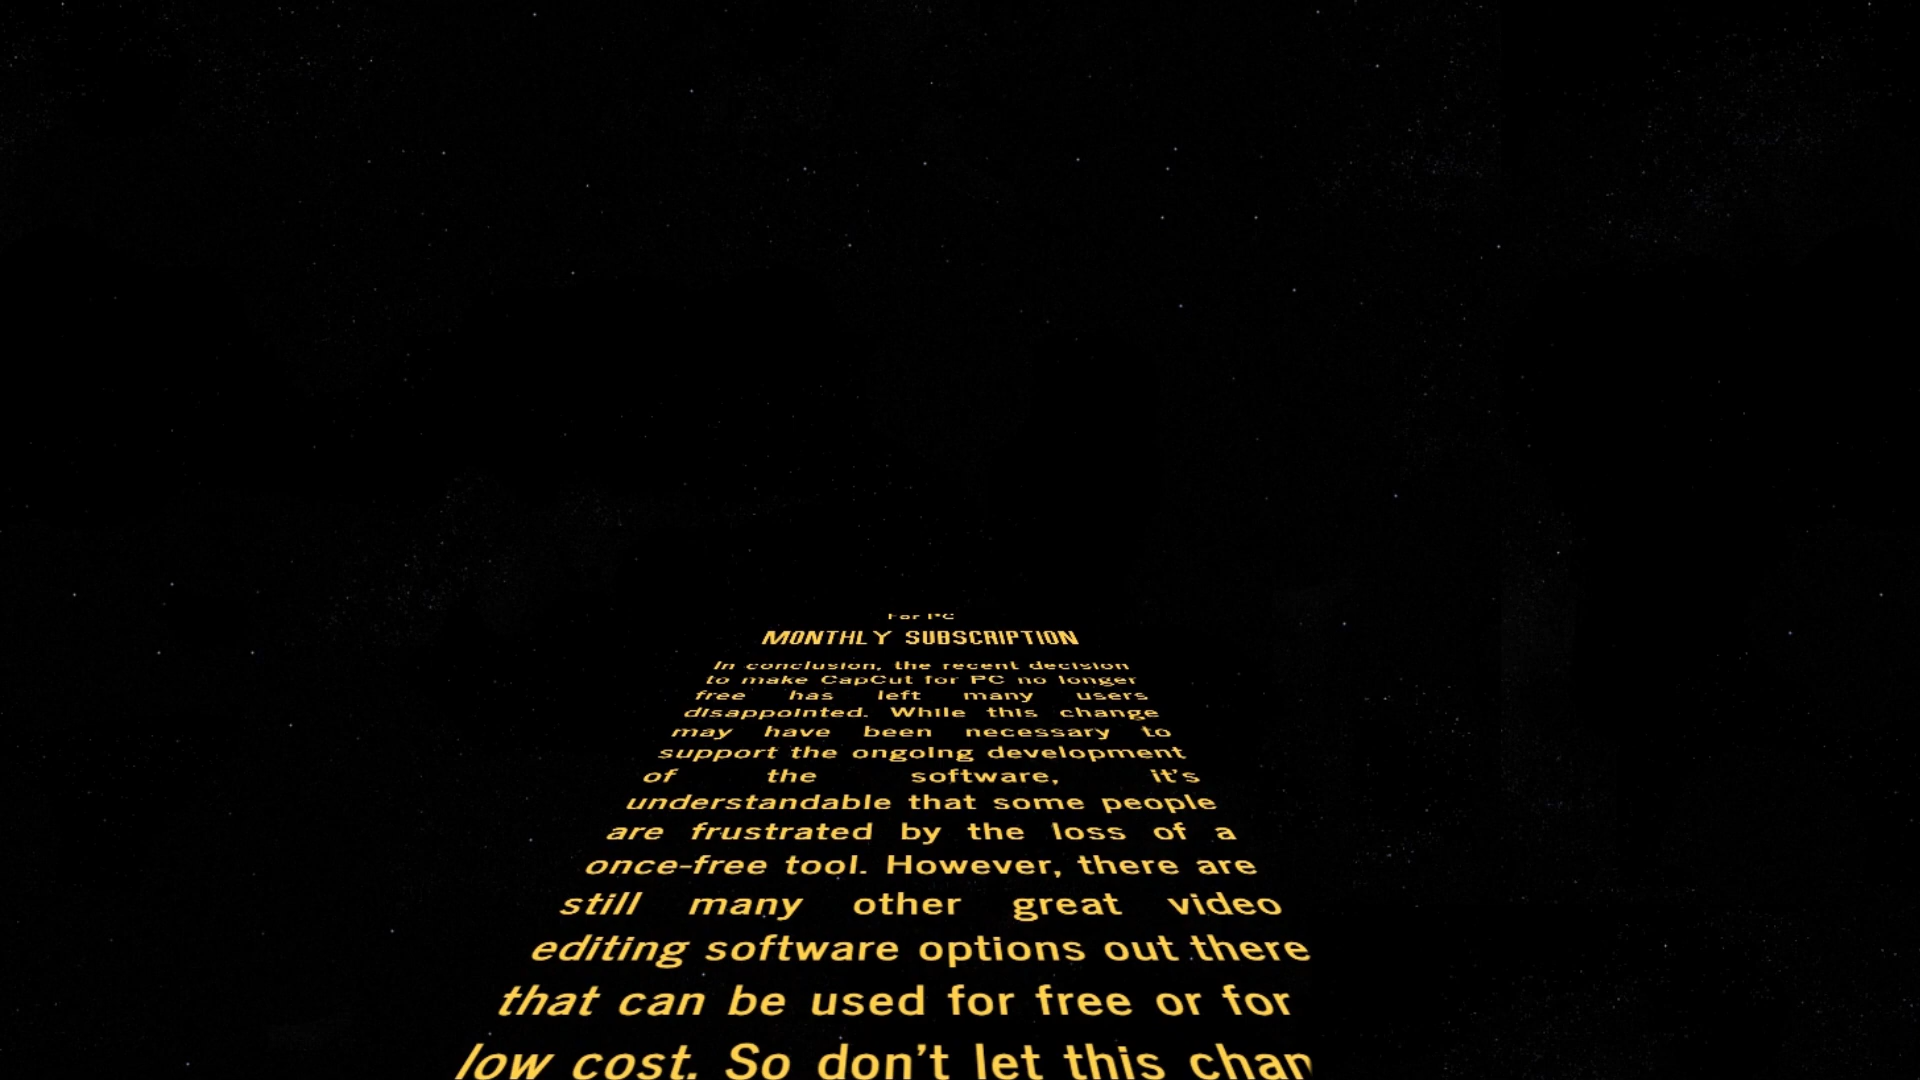 For PC
MONTHLY SUBSCRIPTION
In conclusion, the recent decision
to make CapCut for PC no longer
free has left many users
disappointed. While this change
may have been necessary to
support the ongoing development
of the software, it's
understandable that some people
are frustrated by the loss of a
once-free tool. However, there are
still many other great video
editing software options out there
that can be used for free or for
low cost. So don't let this chan